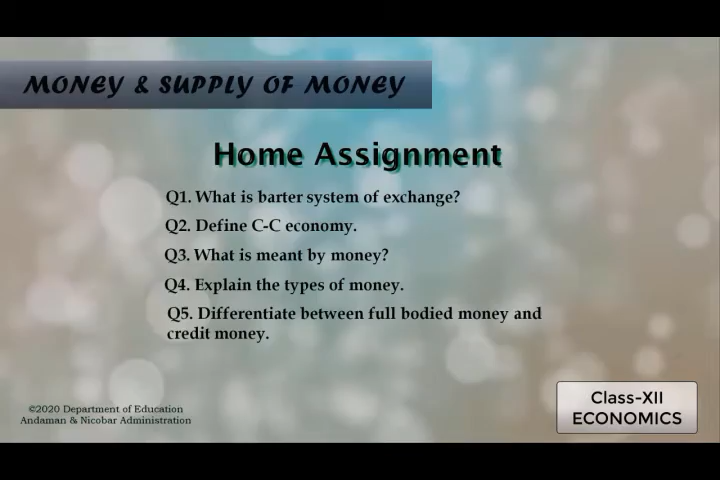 MONEY & SUPPLY OF MONEY
Home Assignment
Q1. What is barter system of exchange?
Q2. Define C-C economy.
Q3. What is meant by money?
Q4. Explain the types of money.
Q5. Differentiate between full bodied money and
credit money.
©2020 Department of Education
Andaman & Nicobar Administration
Class-XII
ECONOMICS